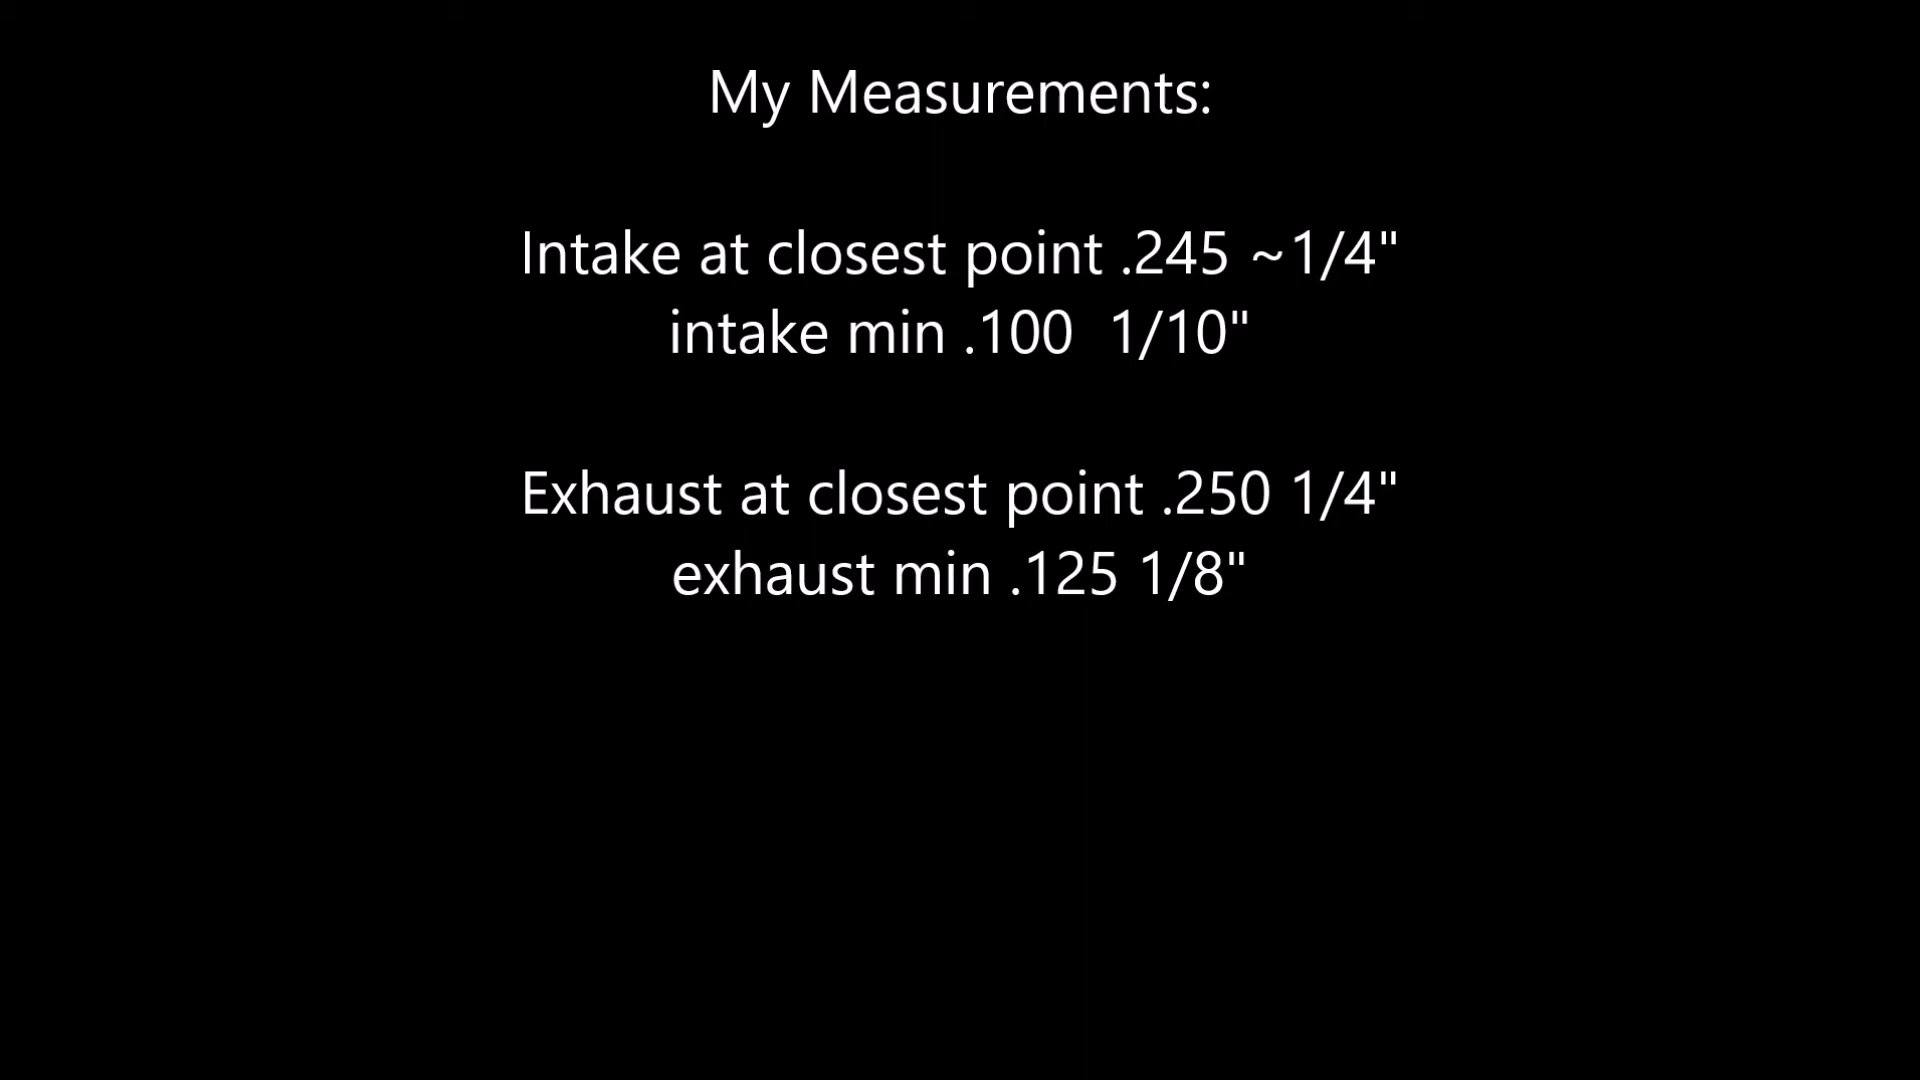 My Measurements:
Intake at closest point .245 ~1/4"
intake min .100  1/10"
Exhaust at closest point .250 1/4"
exhaust min .125 1/8"